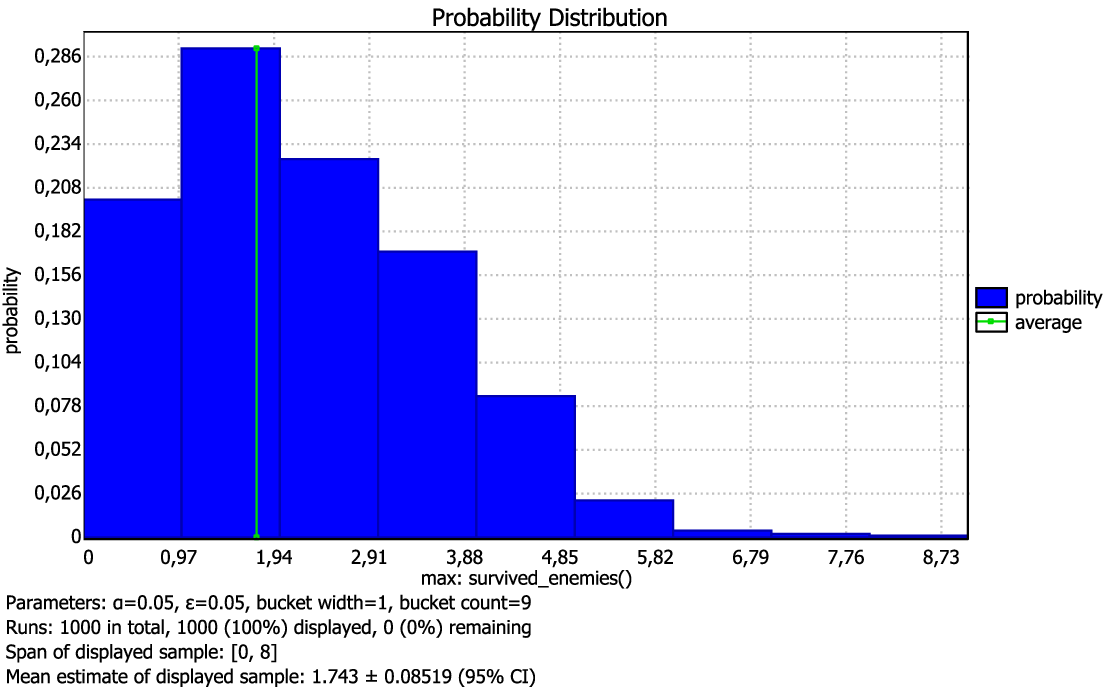 Probability Distribution
0,286
0,260
0,234
0,208
0,182
0,156
0,130
0,104
0,078
0,052
0,026
0
probability
0 0,97 1,94 2,91 3,88 4,85 5,82 6,79 7,76 8,73
max: survived_enemies()
probability
average
Parameters: α=0.05, ε=0.05, bucket width=1, bucket count=9
Runs: 1000 in total, 1000 (100%) displayed, 0 (0%) remaining
Span of displayed sample: [0, 8]
Mean estimate of displayed sample: 1.743 ± 0.08519 (95% CI)